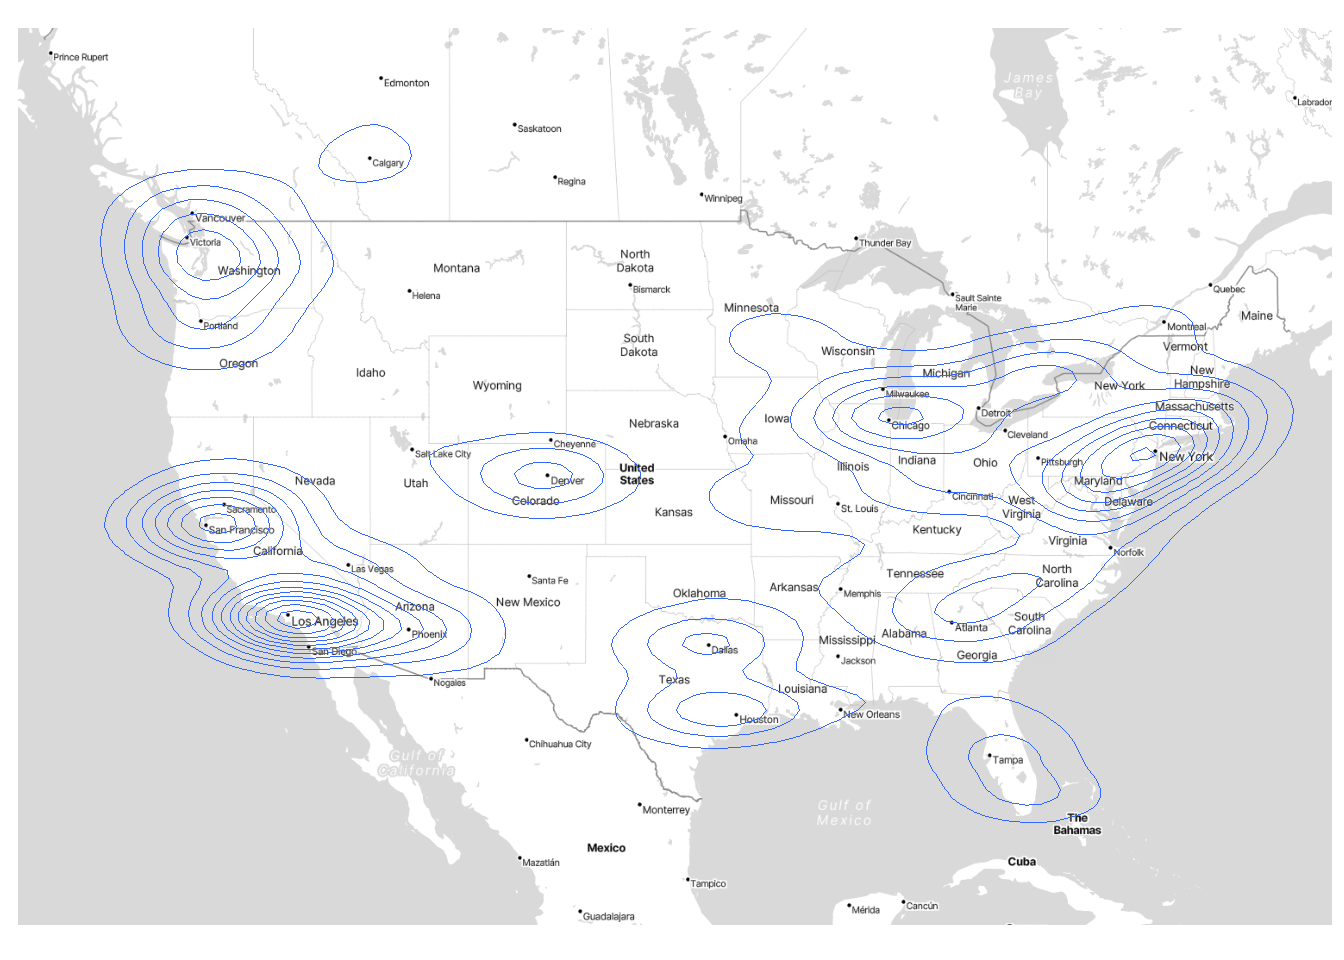 Prince Rupert
Edmonton
James
Bay
Labrador
Saskatoon
Calgary
Regina
Winnipeg
Vancouver
Victoria
Thunder Bay
Washington
North
Dakota
Montana
Helena
Bismarck
Quebec
Sault Sainte
Marie
Minnesota
Maine
Portland
Montreal
South
Dakota
Vermont
Wisconsin
Oregon
Idaho
Michigan
New
Hampshire
Wyoming
New York
Milwaukee
Massachusetts
Detroit
Iowa
Nebraska
Chicago
Connecticut
Cleveland
Cheyenne
Omaha
Salt Lake City
New York
Indiana
Ohio
Pittsburgh
Illinois
United
States
Nevada
Utah
Denver
Maryland
Colorado
Missouri
Cincinnati
West
Virginia
Delaware
Sacramento
St. Louis
Kansas
San Francisco
Kentucky
Virginia
California
Norfolk
Las Vegas
Santa Fe
Tennessee
North
Carolina
Arkansas
Oklahoma
Memphis
New Mexico
Arizona
Los Angeles
South
Carolina
Atlanta
Phoenix
Alabama
Mississippi
San Diego
Dallas
Georgia
Jackson
Nogales
Texas
Louisiana
New Orleans
Houston
Chihuahua City
Gulf of
California
Tampa
Gulf of
Mexico
Monterrey
The
Bahamas
Mexico
Mazatlán
Cuba
Tampico
Mérida
Cancún
Guadalajara